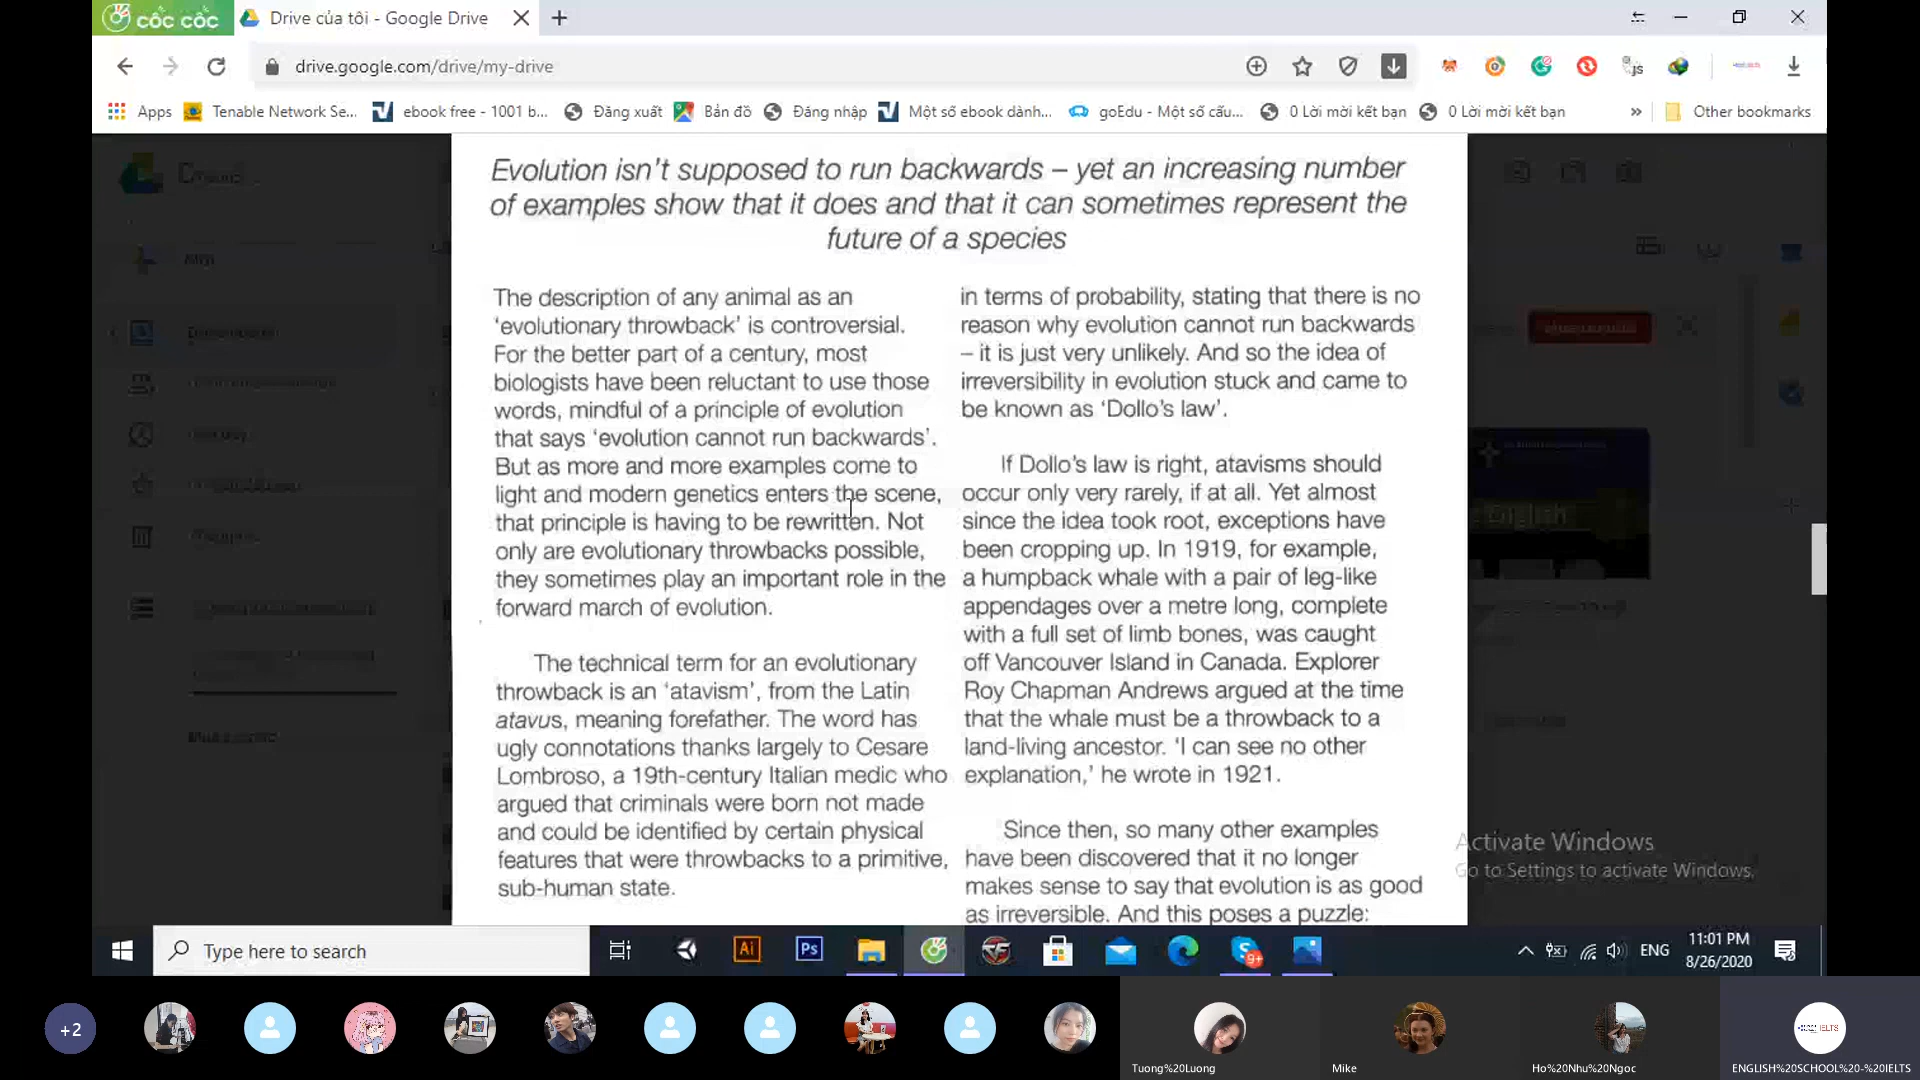 cốc cốc
Drive của tôi - Google Drive
drive.google.com/drive/my-drive
Apps
Tenable Network Se...
ebook free - 1001 b...
Đăng xuất
Bản đồ
Đăng nhập
Một số ebook dành...
goEdu - Một số cấu...
0 Lời mời kết bạn
0 Lời mời kết bạn
»
Other bookmarks
Evolution isn't supposed to run backwards – yet an increasing number
of examples show that it does and that it can sometimes represent the
future of a species
The description of any animal as an
'evolutionary throwback' is controversial.
For the better part of a century, most
biologists have been reluctant to use those
words, mindful of a principle of evolution
that says 'evolution cannot run backwards'.
But as more and more examples come to
light and modern genetics enters the scene,
that principle is having to be rewritten. Not
only are evolutionary throwbacks possible,
they sometimes play an important role in the
forward march of evolution.
The technical term for an evolutionary
throwback is an 'atavism', from the Latin
atavus, meaning forefather. The word has
ugly connotations thanks largely to Cesare
Lombroso, a 19th-century Italian medic who
argued that criminals were born not made
and could be identified by certain physical
features that were throwbacks to a primitive,
sub-human state.
in terms of probability, stating that there is no
reason why evolution cannot run backwards
– it is just very unlikely. And so the idea of
irreversibility in evolution stuck and came to
be known as 'Dollo's law'.
If Dollo's law is right, atavisms should
occur only very rarely, if at all. Yet almost
since the idea took root, exceptions have
been cropping up. In 1919, for example,
a humpback whale with a pair of leg-like
appendages over a metre long, complete
with a full set of limb bones, was caught
off Vancouver Island in Canada. Explorer
Roy Chapman Andrews argued at the time
that the whale must be a throwback to a
land-living ancestor. 'I can see no other
explanation,' he wrote in 1921.
Since then, so many other examples
have been discovered that it no longer
makes sense to say that evolution is as good
as irreversible. And this poses a puzzle:
English
Activate Windows
Go to Settings to activate Windows.
Type here to search
Ai
Ps
9+
ENG
11:01 PM
8/26/2020
+2
IELTS
Tuong%20Luong
Mike
Ho%20Nhu%20Ngoc
ENGLISH%20SCHOOL%20-%20IELTS